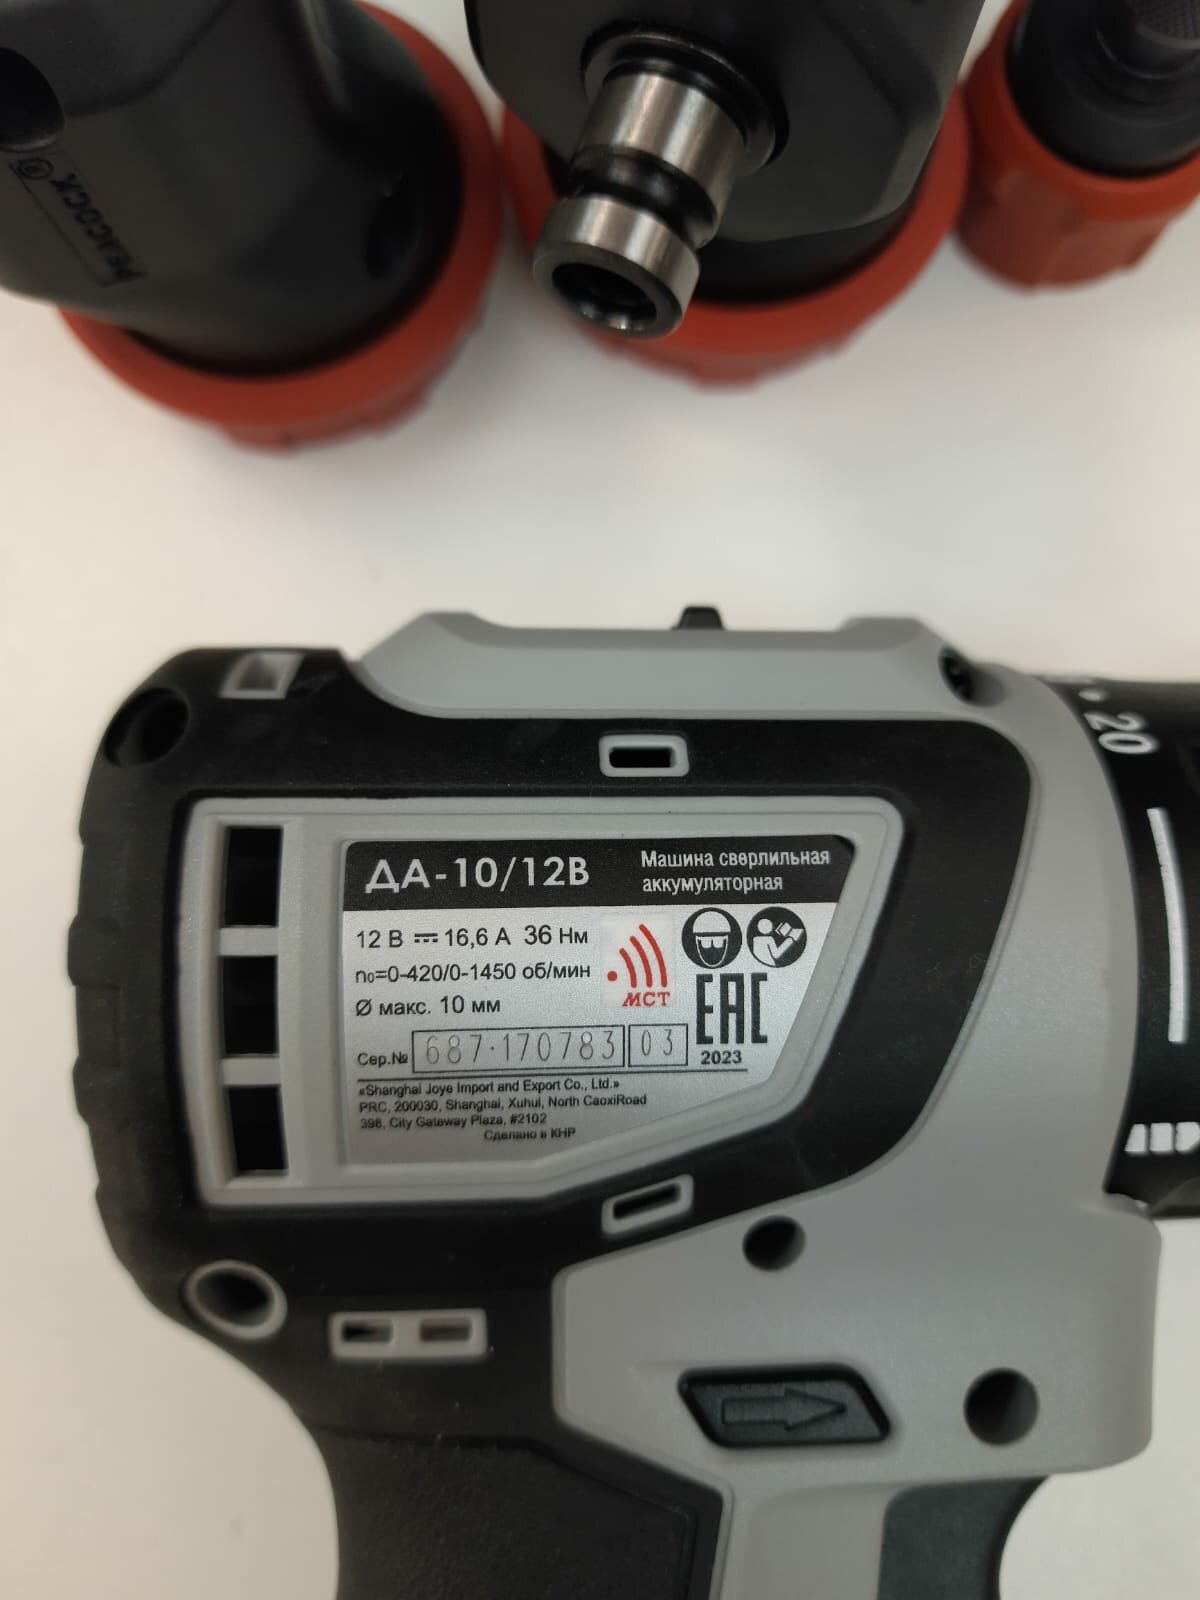 PEACOCK
20
ДА-10/12В
Машина сверлильная
аккумуляторная
12 В ⎓ 16,6 А 36 Нм
n₀=0-420/0-1450 об/мин
Ø макс. 10 мм
МСТ
EAC
2023
Сер.№ 687·170783 03
«Shanghai Joye Import and Export Co., Ltd.»
PRC, 200030, Shanghai, Xuhui, North CaoxiRoad
398, City Gateway Plaza, #2102
Сделано в КНР